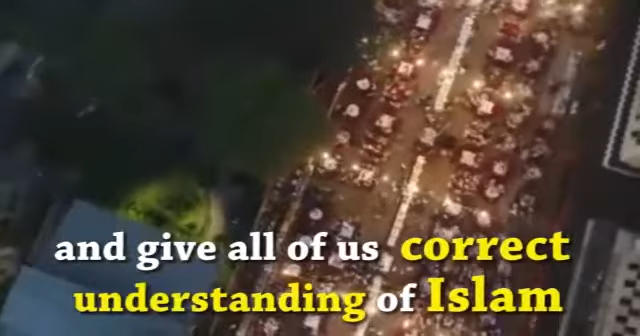 and give all of us correct
understanding of Islam